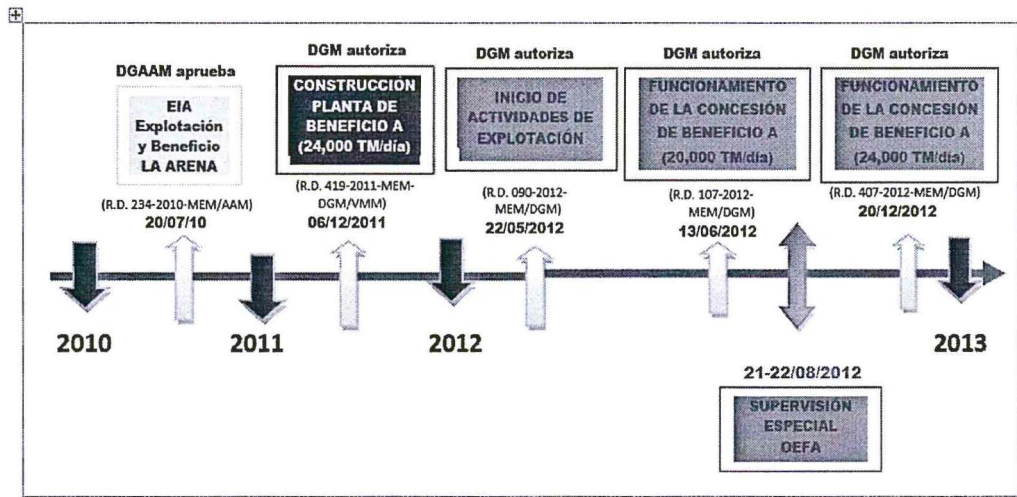 DGAAM aprueba
EIA
Explotación
y Beneficio
LA ARENA
(R.D. 234-2010-MEM/AAM)
20/07/10
DGM autoriza
CONSTRUCCIÓN
PLANTA DE
BENEFICIO A
(24,000 TM/día)
(R.D. 419-2011-MEM-
DGM/VMM)
06/12/2011
DGM autoriza
INICIO DE
ACTIVIDADES DE
EXPLOTACIÓN
(R.D. 090-2012-
MEM/DGM)
22/05/2012
DGM autoriza
FUNCIONAMIENTO
DE LA CONCESIÓN
DE BENEFICIO A
(20,000 TM/día)
(R.D. 107-2012-
MEM/DGM)
13/06/2012
DGM autoriza
FUNCIONAMIENTO
DE LA CONCESIÓN
DE BENEFICIO A
(24,000 TM/día)
(R.D. 407-2012-MEM/DGM)
20/12/2012
2010
2011
2012
2013
21-22/08/2012
SUPERVISIÓN
ESPECIAL
OEFA